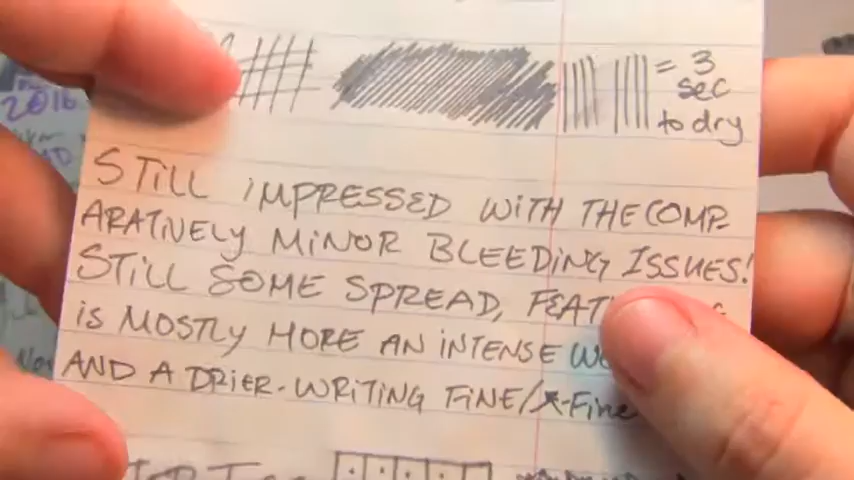 2016
= 3
sec
to dry
STILL IMPRESSED WITH THE COMP-
ARATIVELY MINOR BLEEDING ISSUES!
STILL SOME SPREAD,
IS MOSTLY MORE AN INTENSE
AND A DRIER-WRITING FINE/X-Fine